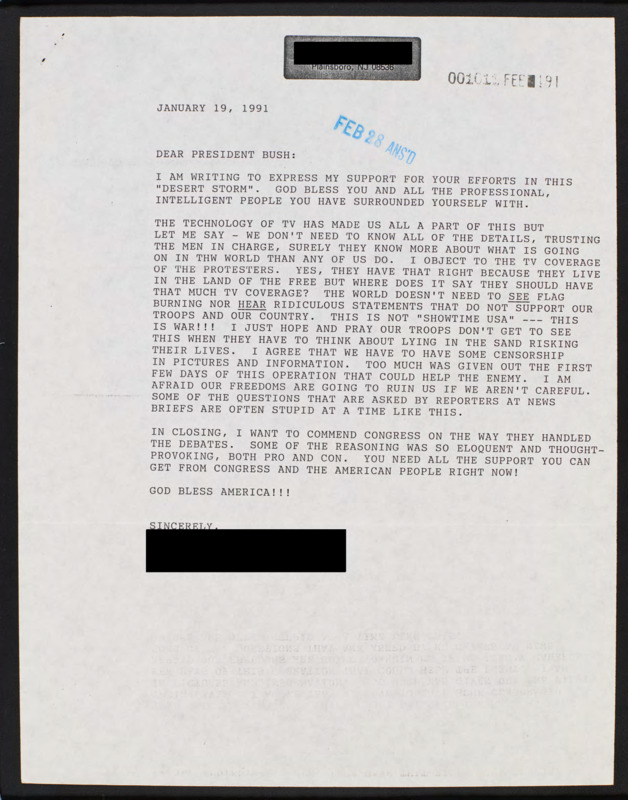 Plainsboro, NJ 08536
FEB 191
JANUARY 19, 1991
FEB 28 ANS'D
DEAR PRESIDENT BUSH:
I AM WRITING TO EXPRESS MY SUPPORT FOR YOUR EFFORTS IN THIS
"DESERT STORM".  GOD BLESS YOU AND ALL THE PROFESSIONAL,
INTELLIGENT PEOPLE YOU HAVE SURROUNDED YOURSELF WITH.
THE TECHNOLOGY OF TV HAS MADE US ALL A PART OF THIS BUT
LET ME SAY - WE DON'T NEED TO KNOW ALL OF THE DETAILS, TRUSTING
THE MEN IN CHARGE, SURELY THEY KNOW MORE ABOUT WHAT IS GOING
ON IN THW WORLD THAN ANY OF US DO.  I OBJECT TO THE TV COVERAGE
OF THE PROTESTERS.  YES, THEY HAVE THAT RIGHT BECAUSE THEY LIVE
IN THE LAND OF THE FREE BUT WHERE DOES IT SAY THEY SHOULD HAVE
THAT MUCH TV COVERAGE?  THE WORLD DOESN'T NEED TO SEE FLAG
BURNING NOR HEAR RIDICULOUS STATEMENTS THAT DO NOT SUPPORT OUR
TROOPS AND OUR COUNTRY.  THIS IS NOT "SHOWTIME USA" --- THIS
IS WAR!!!  I JUST HOPE AND PRAY OUR TROOPS DON'T GET TO SEE
THIS WHEN THEY HAVE TO THINK ABOUT LYING IN THE SAND RISKING
THEIR LIVES.  I AGREE THAT WE HAVE TO HAVE SOME CENSORSHIP
IN PICTURES AND INFORMATION.  TOO MUCH WAS GIVEN OUT THE FIRST
FEW DAYS OF THIS OPERATION THAT COULD HELP THE ENEMY.  I AM
AFRAID OUR FREEDOMS ARE GOING TO RUIN US IF WE AREN'T CAREFUL.
SOME OF THE QUESTIONS THAT ARE ASKED BY REPORTERS AT NEWS
BRIEFS ARE OFTEN STUPID AT A TIME LIKE THIS.
IN CLOSING, I WANT TO COMMEND CONGRESS ON THE WAY THEY HANDLED
THE DEBATES.  SOME OF THE REASONING WAS SO ELOQUENT AND THOUGHT-
PROVOKING, BOTH PRO AND CON.  YOU NEED ALL THE SUPPORT YOU CAN
GET FROM CONGRESS AND THE AMERICAN PEOPLE RIGHT NOW!
GOD BLESS AMERICA!!!
SINCERELY,